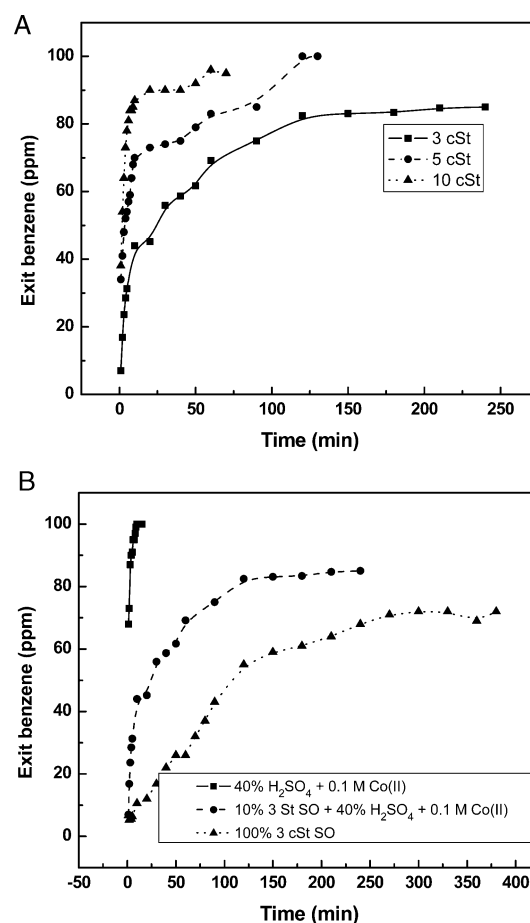 A
100
80
60
40
20
0
Exit benzene (ppm)
3 cSt
5 cSt
10 cSt
0 50 100 150 200 250
Time (min)
B
100
80
60
40
20
0
Exit benzene (ppm)
40% H₂SO₄ + 0.1 M Co(II)
10% 3 St SO + 40% H₂SO₄ + 0.1 M Co(II)
100% 3 cSt SO
-50 0 50 100 150 200 250 300 350 400
Time (min)